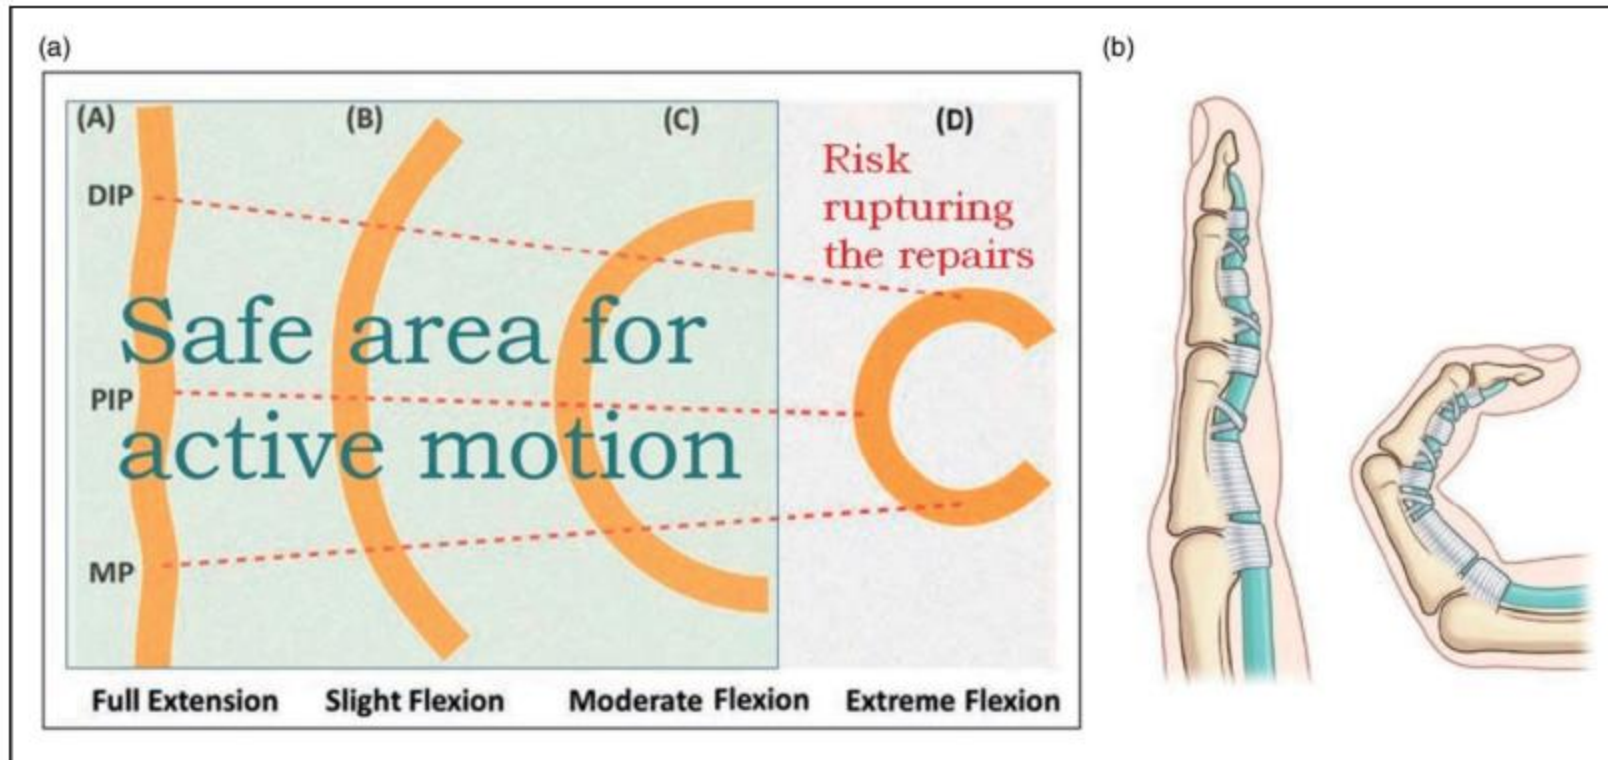 (a)
(b)
(A)
(B)
(C)
(D)
Risk
rupturing
the repairs
DIP
Safe area for
PIP
active motion
MP
Full Extension
Slight Flexion
Moderate Flexion
Extreme Flexion